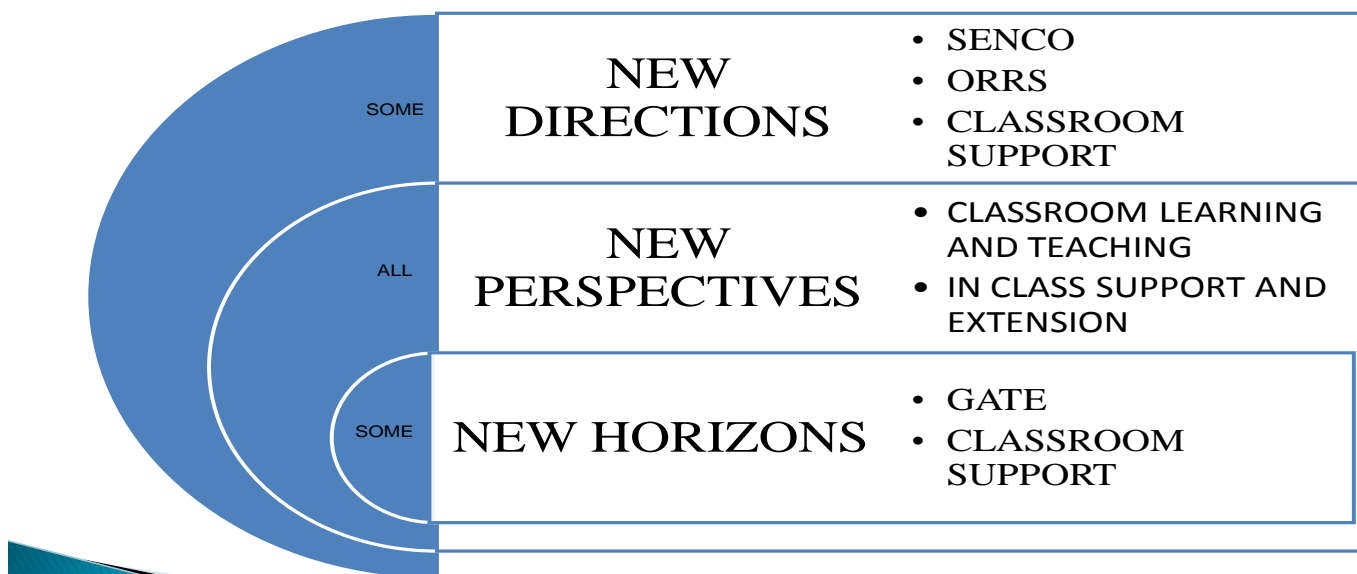 SOME
NEW
DIRECTIONS
• SENCO
• ORRS
• CLASSROOM
SUPPORT
ALL
NEW
PERSPECTIVES
• CLASSROOM LEARNING
AND TEACHING
• IN CLASS SUPPORT AND
EXTENSION
SOME
NEW HORIZONS
• GATE
• CLASSROOM
SUPPORT